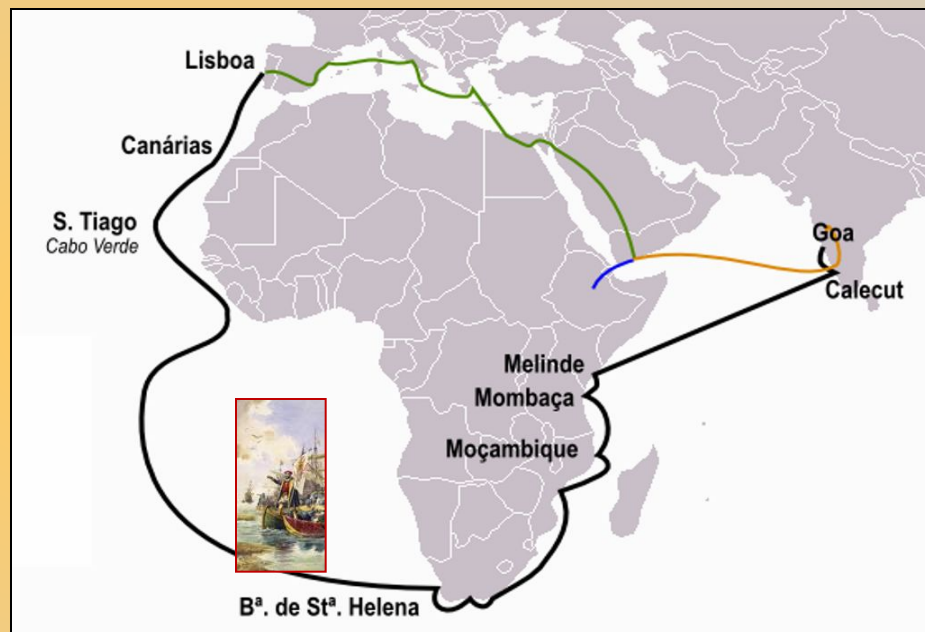 Lisboa
Canárias
S. Tiago
Cabo Verde
Goa
Calecut
Melinde
Mombaça
Moçambique
Bª. de Stª. Helena